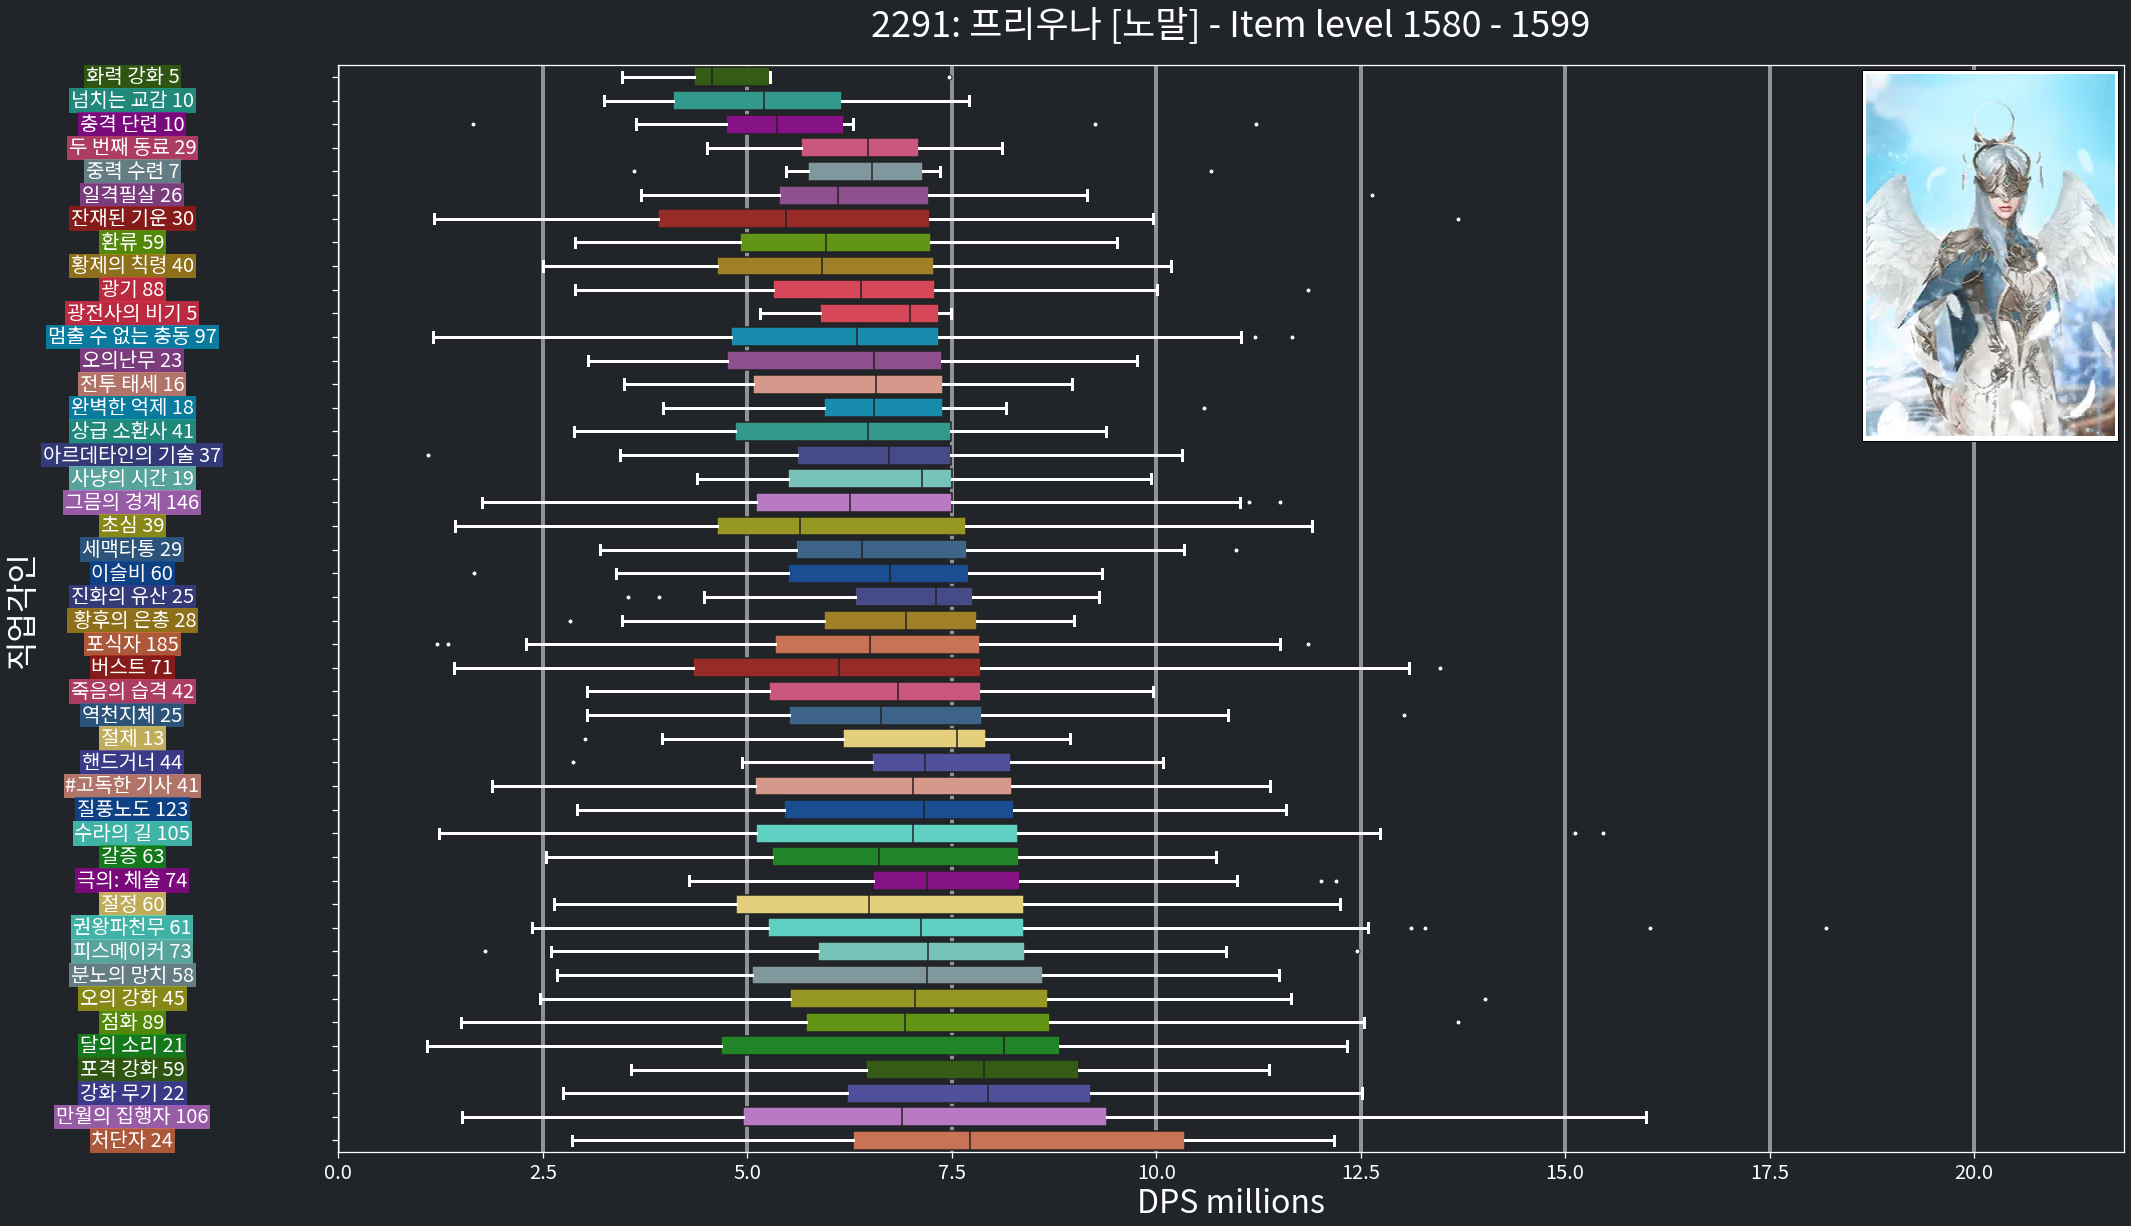 2291: 프리우나 [노말] - Item level 1580 - 1599
화력 강화 5
넘치는 교감 10
충격 단련 10
두 번째 동료 29
중력 수련 7
일격필살 26
잔재된 기운 30
환류 59
황제의 칙령 40
광기 88
광전사의 비기 5
멈출 수 없는 충동 97
오의난무 23
전투 태세 16
완벽한 억제 18
상급 소환사 41
아르데타인의 기술 37
사냥의 시간 19
그믐의 경계 146
초심 39
세맥타통 29
이슬비 60
진화의 유산 25
황후의 은총 28
포식자 185
버스트 71
죽음의 습격 42
역천지체 25
절제 13
핸드거너 44
#고독한 기사 41
질풍노도 123
수라의 길 105
갈증 63
극의: 체술 74
절정 60
권왕파천무 61
피스메이커 73
분노의 망치 58
오의 강화 45
점화 89
달의 소리 21
포격 강화 59
강화 무기 22
만월의 집행자 106
처단자 24
직업각인
0.0 2.5 5.0 7.5 10.0 12.5 15.0 17.5 20.0
DPS millions